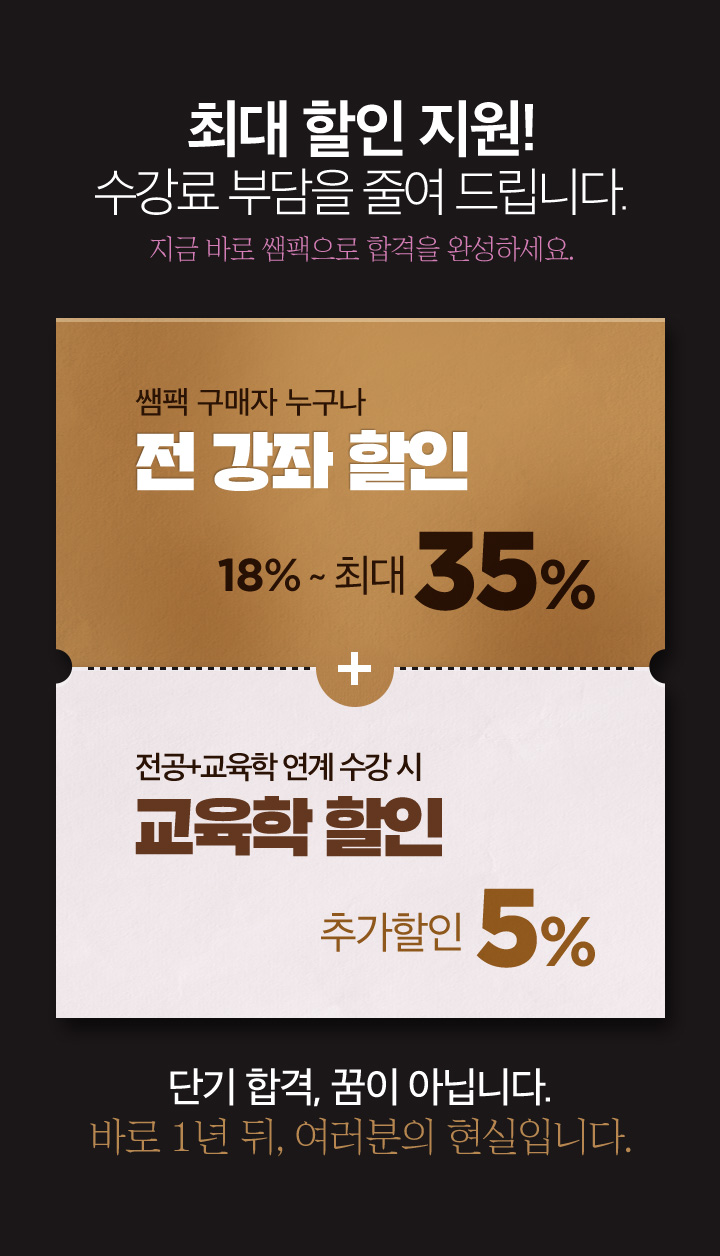 최대 할인 지원!
수강료 부담을 줄여 드립니다.
지금 바로 쌤팩으로 합격을 완성하세요.
쌤팩 구매자 누구나
전 강좌 할인
18% ~ 최대 35%
+
전공+교육학 연계 수강 시
교육학 할인
추가할인 5%
단기 합격, 꿈이 아닙니다.
바로 1년 뒤, 여러분의 현실입니다.